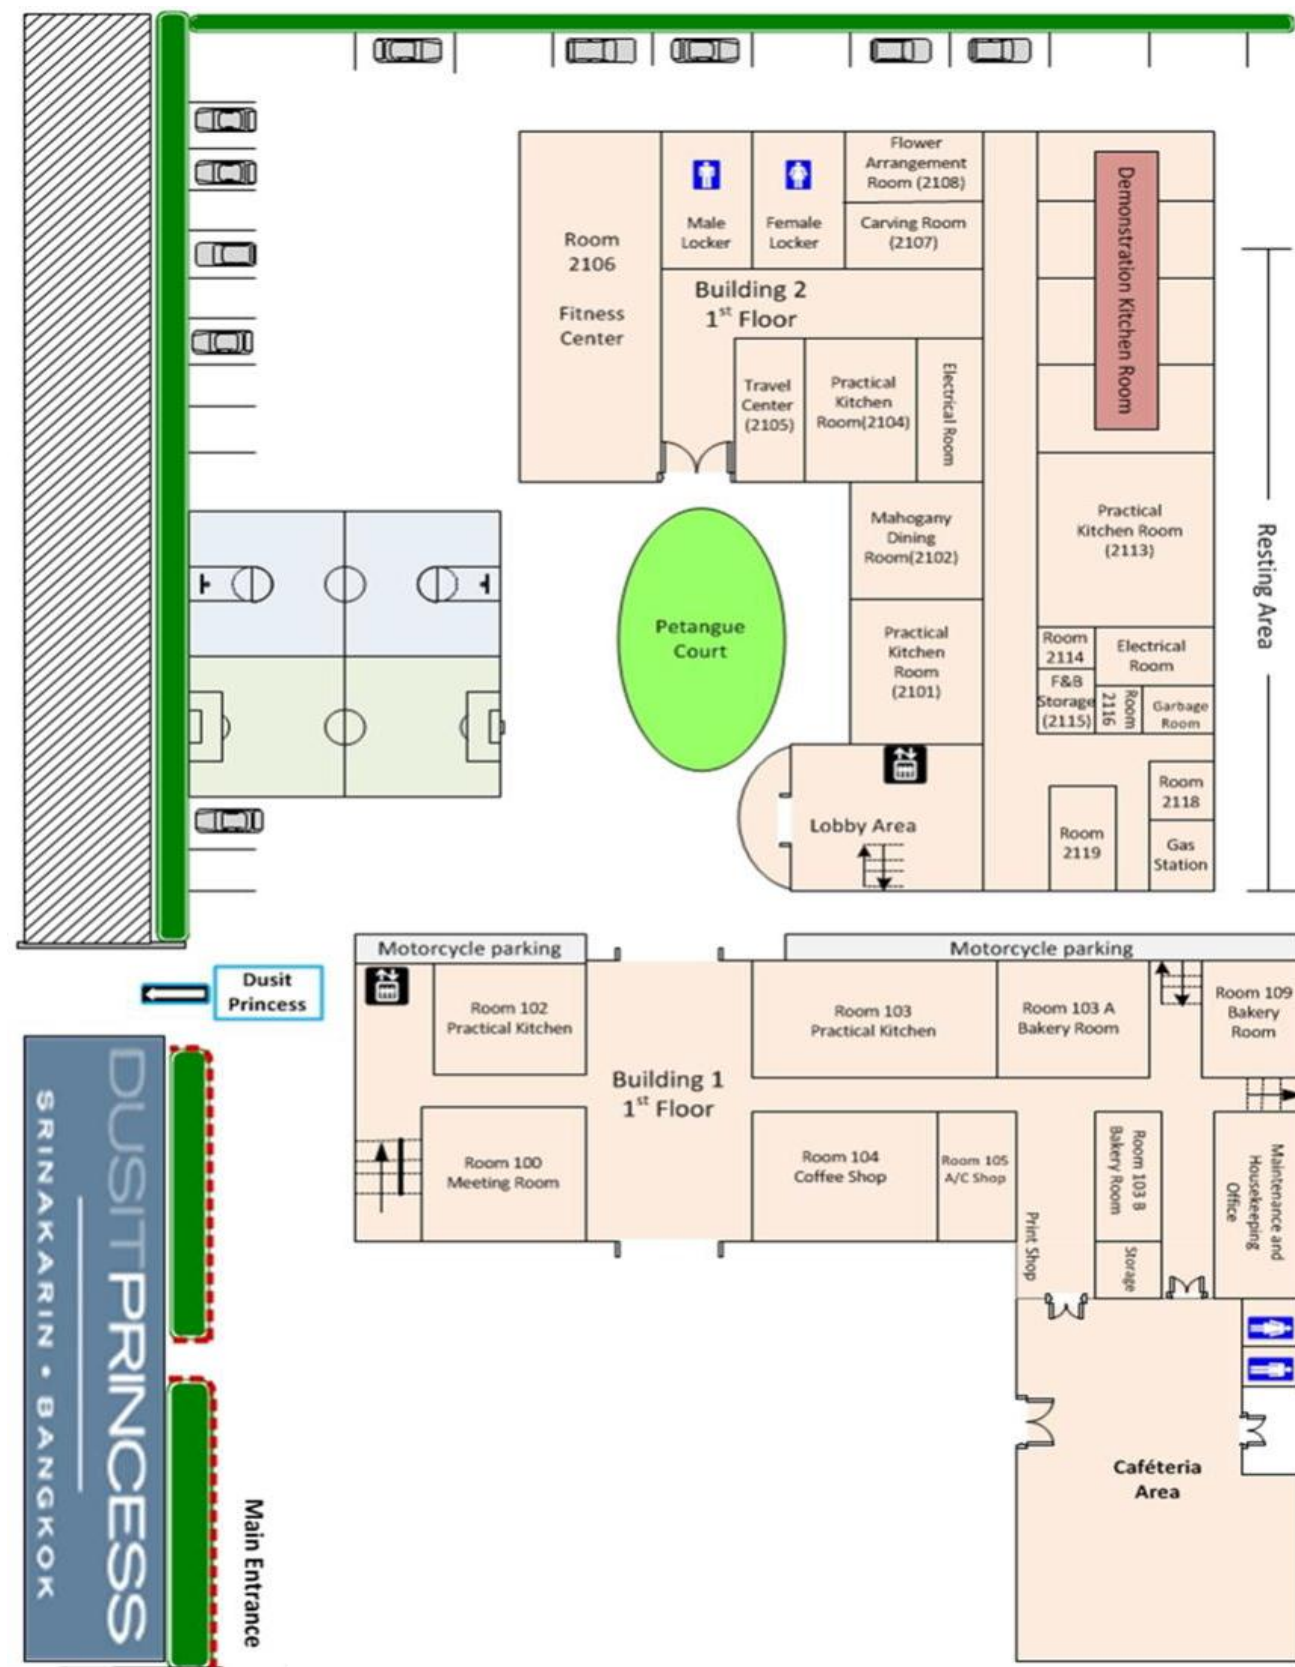 Flower
Arrangement
Room (2108)
Male
Locker
Female
Locker
Carving Room
(2107)
Room
2106
Fitness
Center
Building 2
1st Floor
Travel
Center
(2105)
Practical
Kitchen
Room(2104)
Electrical Room
Demonstration Kitchen Room
Mahogany
Dining
Room(2102)
Practical
Kitchen Room
(2113)
Resting Area
Petangue
Court
Practical
Kitchen
Room
(2101)
Room
2114
Electrical
Room
F&B
Storage
(2115)
Room
2116
Garbage
Room
Lobby Area
Room
2119
Room
2118
Gas
Station
Motorcycle parking
Motorcycle parking
Dusit
Princess
Room 102
Practical Kitchen
Room 103
Practical Kitchen
Room 103 A
Bakery Room
Room 109
Bakery
Room
Building 1
1st Floor
Room 100
Meeting Room
Room 104
Coffee Shop
Room 105
A/C Shop
Print Shop
Room 103 B
Bakery Room
Storage
Maintenance and
Housekeeping
Office
Caféteria
Area
DUSIT PRINCESS
SRINAKARIN • BANGKOK
Main Entrance